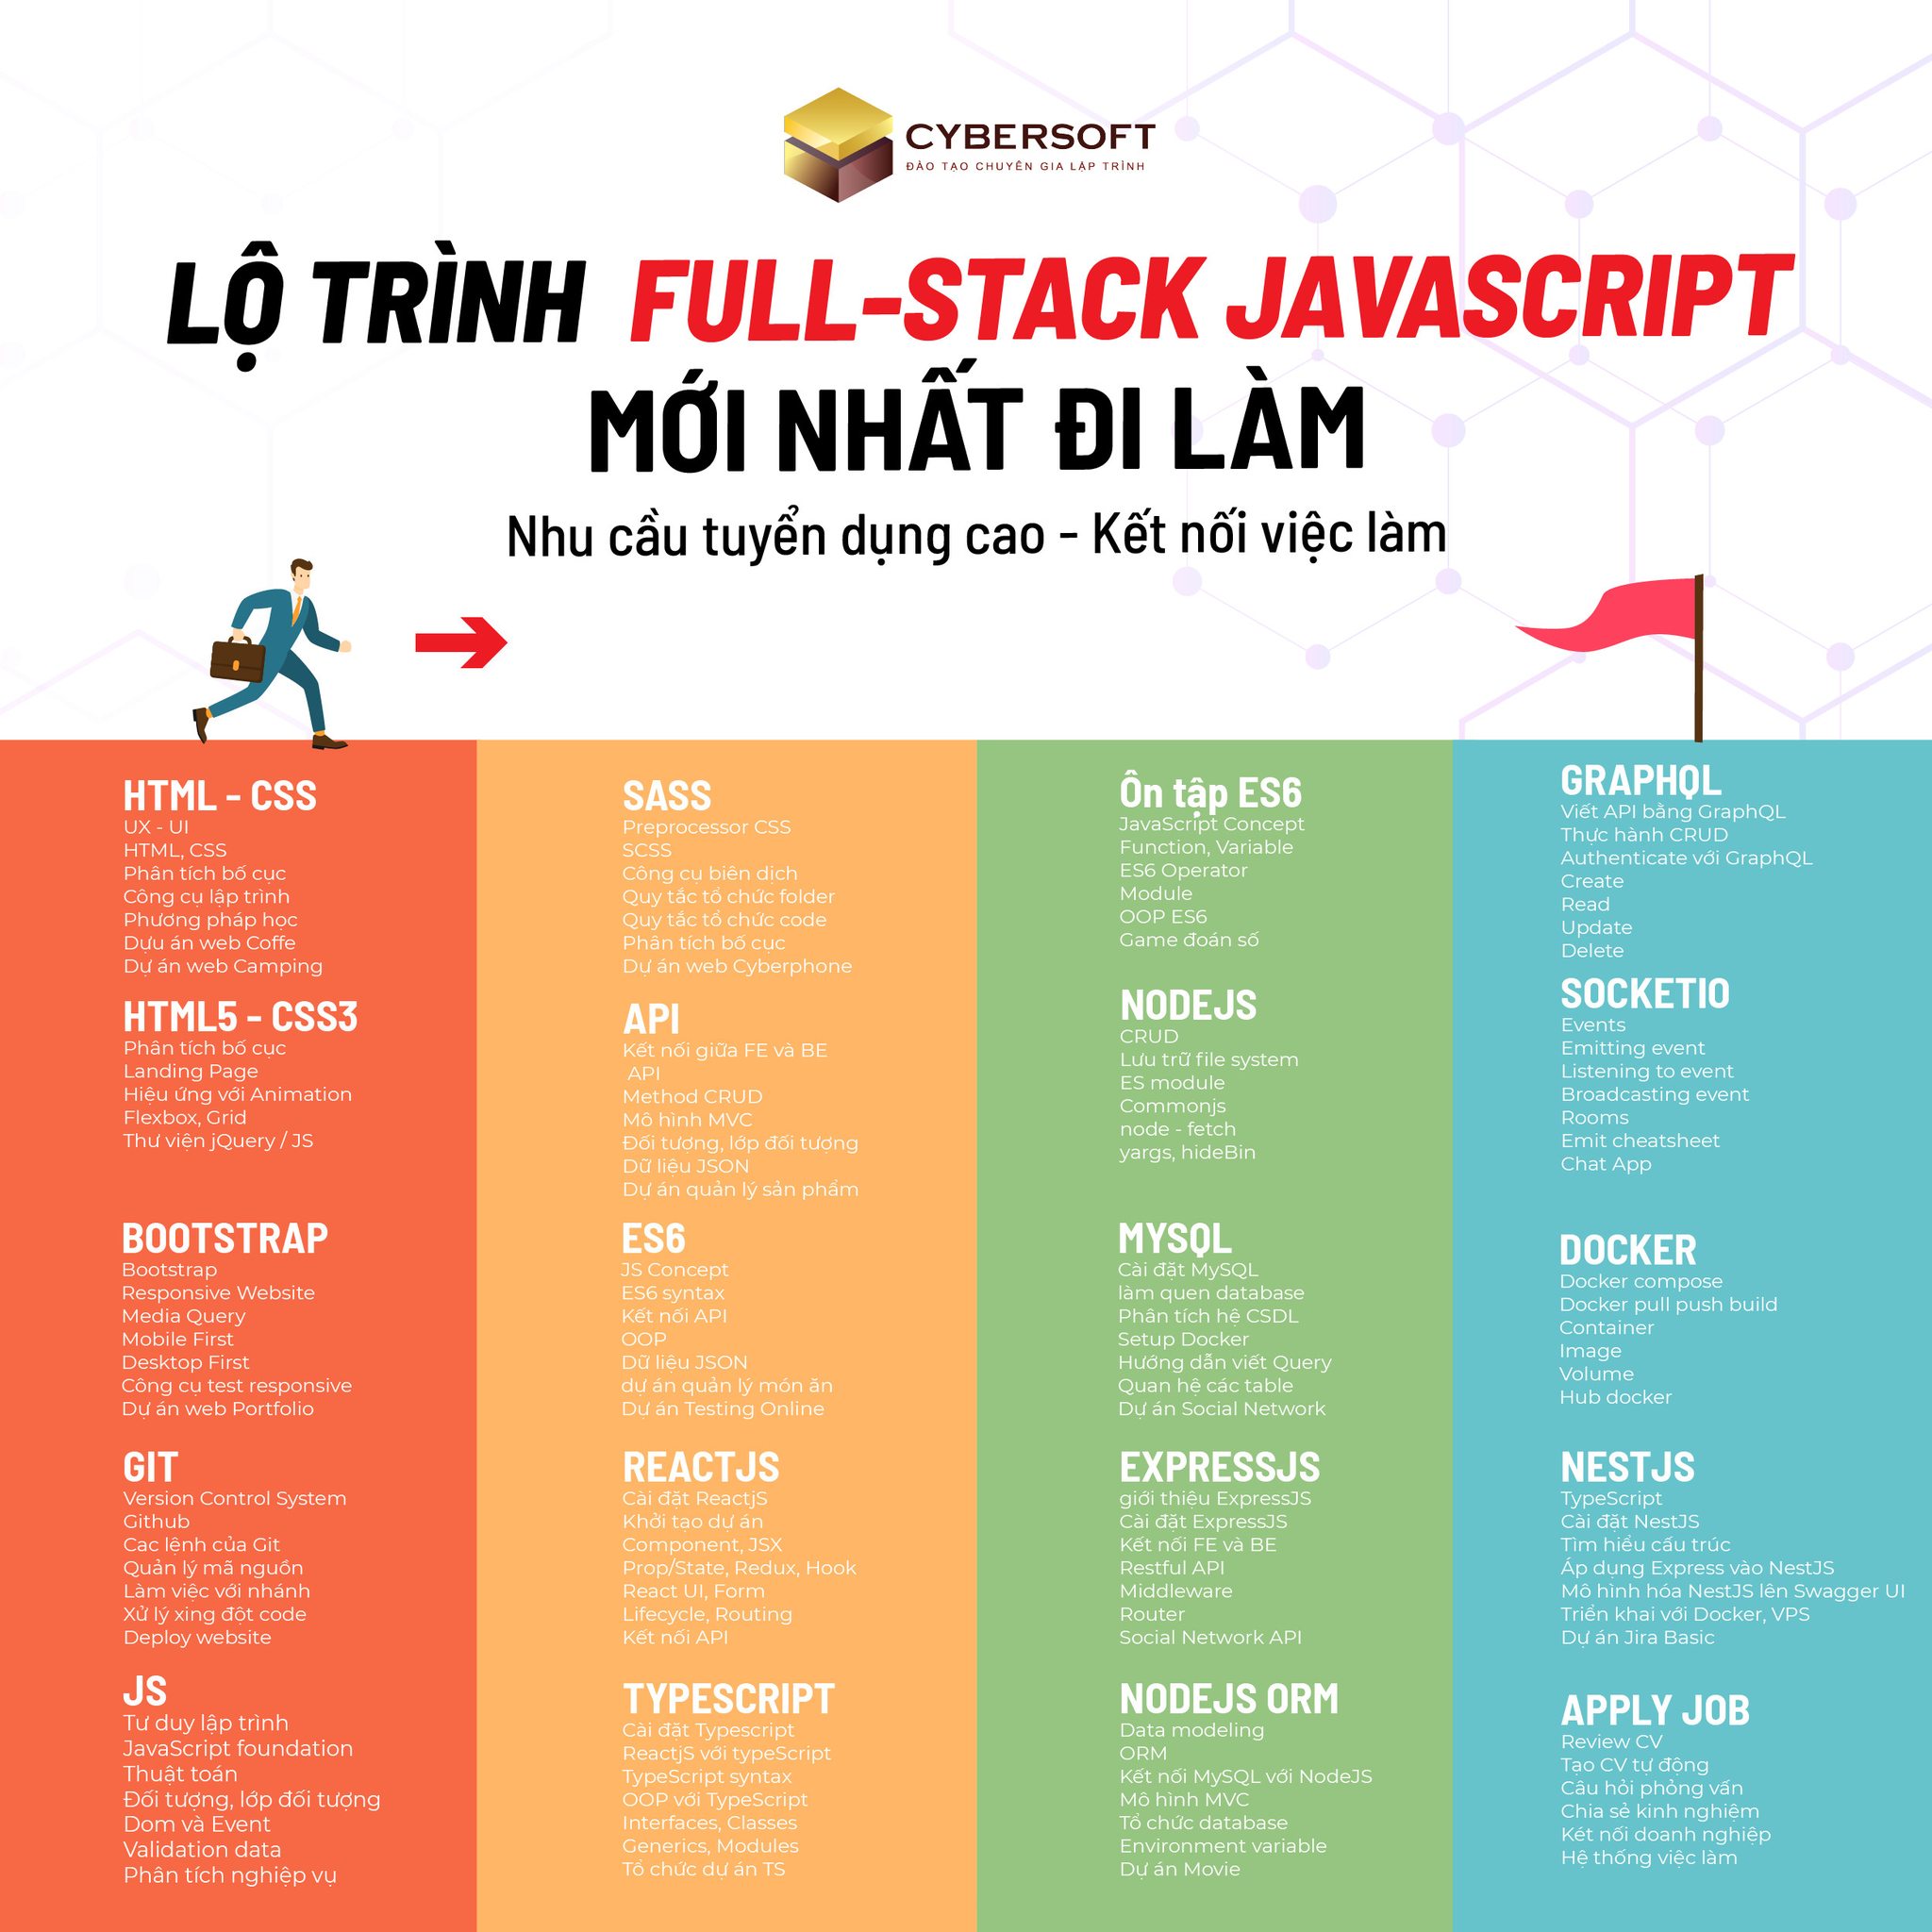 CYBERSOFT
ĐÀO TẠO CHUYÊN GIA LẬP TRÌNH
LỘ TRÌNH FULL-STACK JAVASCRIPT
MỚI NHẤT ĐI LÀM
Nhu cầu tuyển dụng cao - Kết nối việc làm
HTML - CSS
UX - UI
HTML, CSS
Phân tích bố cục
Công cụ lập trình
Phương pháp học
Dựu án web Coffe
Dự án web Camping
HTML5 - CSS3
Phân tích bố cục
Landing Page
Hiệu ứng với Animation
Flexbox, Grid
Thư viện jQuery / JS
BOOTSTRAP
Bootstrap
Responsive Website
Media Query
Mobile First
Desktop First
Công cụ test responsive
Dự án web Portfolio
GIT
Version Control System
Github
Cac lệnh của Git
Quản lý mã nguồn
Làm việc với nhánh
Xử lý xing đột code
Deploy website
JS
Tư duy lập trình
JavaScript foundation
Thuật toán
Đối tượng, lớp đối tượng
Dom và Event
Validation data
Phân tích nghiệp vụ
SASS
Preprocessor CSS
SCSS
Công cụ biên dịch
Quy tắc tổ chức folder
Quy tắc tổ chức code
Phân tích bố cục
Dự án web Cyberphone
API
Kết nối giữa FE và BE
API
Method CRUD
Mô hình MVC
Đối tượng, lớp đối tượng
Dữ liệu JSON
Dự án quản lý sản phẩm
ES6
JS Concept
ES6 syntax
Kết nối API
OOP
Dữ liệu JSON
dự án quản lý món ăn
Dự án Testing Online
REACTJS
Cài đặt ReactjS
Khởi tạo dự án
Component, JSX
Prop/State, Redux, Hook
React UI, Form
Lifecycle, Routing
Kết nối API
TYPESCRIPT
Cài đặt Typescript
ReactjS với typeScript
TypeScript syntax
OOP với TypeScript
Interfaces, Classes
Generics, Modules
Tổ chức dự án TS
Ôn tập ES6
JavaScript Concept
Function, Variable
ES6 Operator
Module
OOP ES6
Game đoán số
NODEJS
CRUD
Lưu trữ file system
ES module
Commonjs
node - fetch
yargs, hideBin
MYSQL
Cài đặt MySQL
làm quen database
Phân tích hệ CSDL
Setup Docker
Hướng dẫn viết Query
Quan hệ các table
Dự án Social Network
EXPRESSJS
giới thiệu ExpressJS
Cài đặt ExpressJS
Kết nối FE và BE
Restful API
Middleware
Router
Social Network API
NODEJS ORM
Data modeling
ORM
Kết nối MySQL với NodeJS
Mô hình MVC
Tổ chức database
Environment variable
Dự án Movie
GRAPHQL
Viết API bằng GraphQL
Thực hành CRUD
Authenticate với GraphQL
Create
Read
Update
Delete
SOCKETIO
Events
Emitting event
Listening to event
Broadcasting event
Rooms
Emit cheatsheet
Chat App
DOCKER
Docker compose
Docker pull push build
Container
Image
Volume
Hub docker
NESTJS
TypeScript
Cài đặt NestJS
Tìm hiểu cấu trúc
Áp dụng Express vào NestJS
Mô hình hóa NestJS lên Swagger UI
Triển khai với Docker, VPS
Dự án Jira Basic
APPLY JOB
Review CV
Tạo CV tự động
Câu hỏi phỏng vấn
Chia sẻ kinh nghiệm
Két nối doanh nghiệp
Hệ thống việc làm